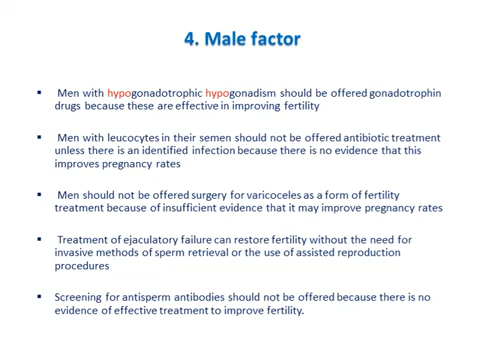 4. Male factor
▪ Men with hypogonadotrophic hypogonadism should be offered gonadotrophin
drugs because these are effective in improving fertility
▪ Men with leucocytes in their semen should not be offered antibiotic treatment
unless there is an identified infection because there is no evidence that this
improves pregnancy rates
▪ Men should not be offered surgery for varicoceles as a form of fertility
treatment because of insufficient evidence that it may improve pregnancy rates
▪ Treatment of ejaculatory failure can restore fertility without the need for
invasive methods of sperm retrieval or the use of assisted reproduction
procedures
▪ Screening for antisperm antibodies should not be offered because there is no
evidence of effective treatment to improve fertility.